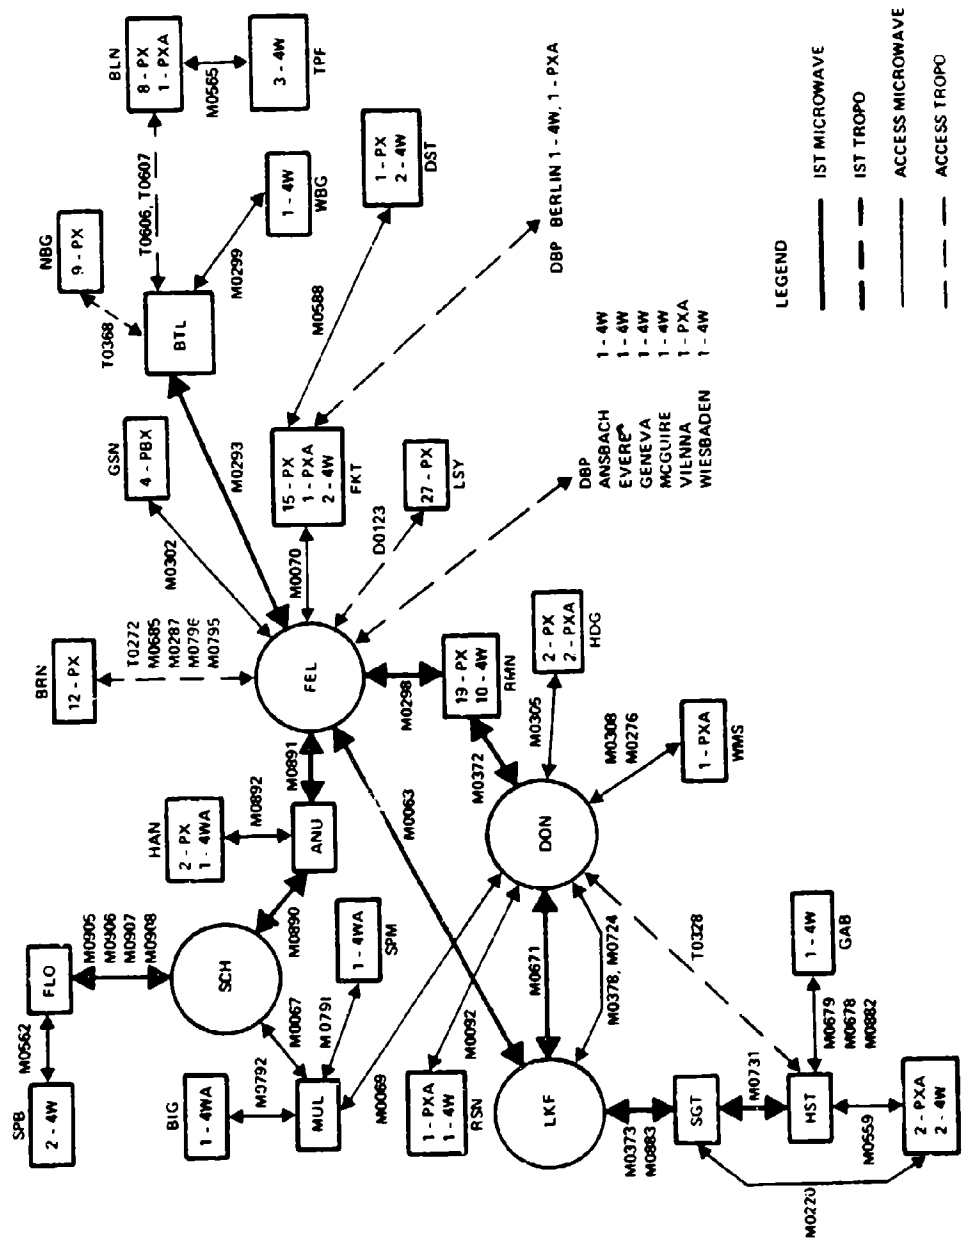 SPB
2 - 4W
M0562
FLO
M0905
M0906
M0907
M0908
HAN
2 - PX
1 - 4WA
M0892
BRN
12 - PX
T0272
M0685
M0287
M0796
M0795
GSN
4 - PBX
M0302
NBG
9 - PX
T0368
BLN
8 - PX
1 - PXA
M0565
3 - 4W
TPF
T0606, T0607
BTL
M0299
1 - 4W
WBG
M0293
BIG
1 - 4WA
M0792
SCH
M0067
M0890
ANU
M0891
FEL
M0070
15 - PX
1 - PXA
2 - 4W
FKT
M0588
1 - PX
2 - 4W
DST
MUL
M0791
1 - 4WA
SPM
M0063
M0298
D0123
27 - PX
LSY
DBP BERLIN 1 - 4W, 1 - PXA
M0069
1 - PXA
1 - 4W
RSN
M0092
M0372
19 - PX
10 - 4W
RMN
DBP
ANSBACH 1 - 4W
EVERE 1 - 4W
GENEVA 1 - 4W
MCGUIRE 1 - 4W
VIENNA 1 - PXA
WIESBADEN 1 - 4W
LKF
M0671
M0378, M0724
DON
M0305
2 - PX
2 - PXA
HDG
M0308
M0276
1 - PXA
WMS
M0373
M0883
SGT
M0731
HST
T0328
M0679
M0678
M0882
1 - 4W
GAB
M0220
M0559
2 - PXA
2 - 4W
LEGEND
IST MICROWAVE
IST TROPO
ACCESS MICROWAVE
ACCESS TROPO